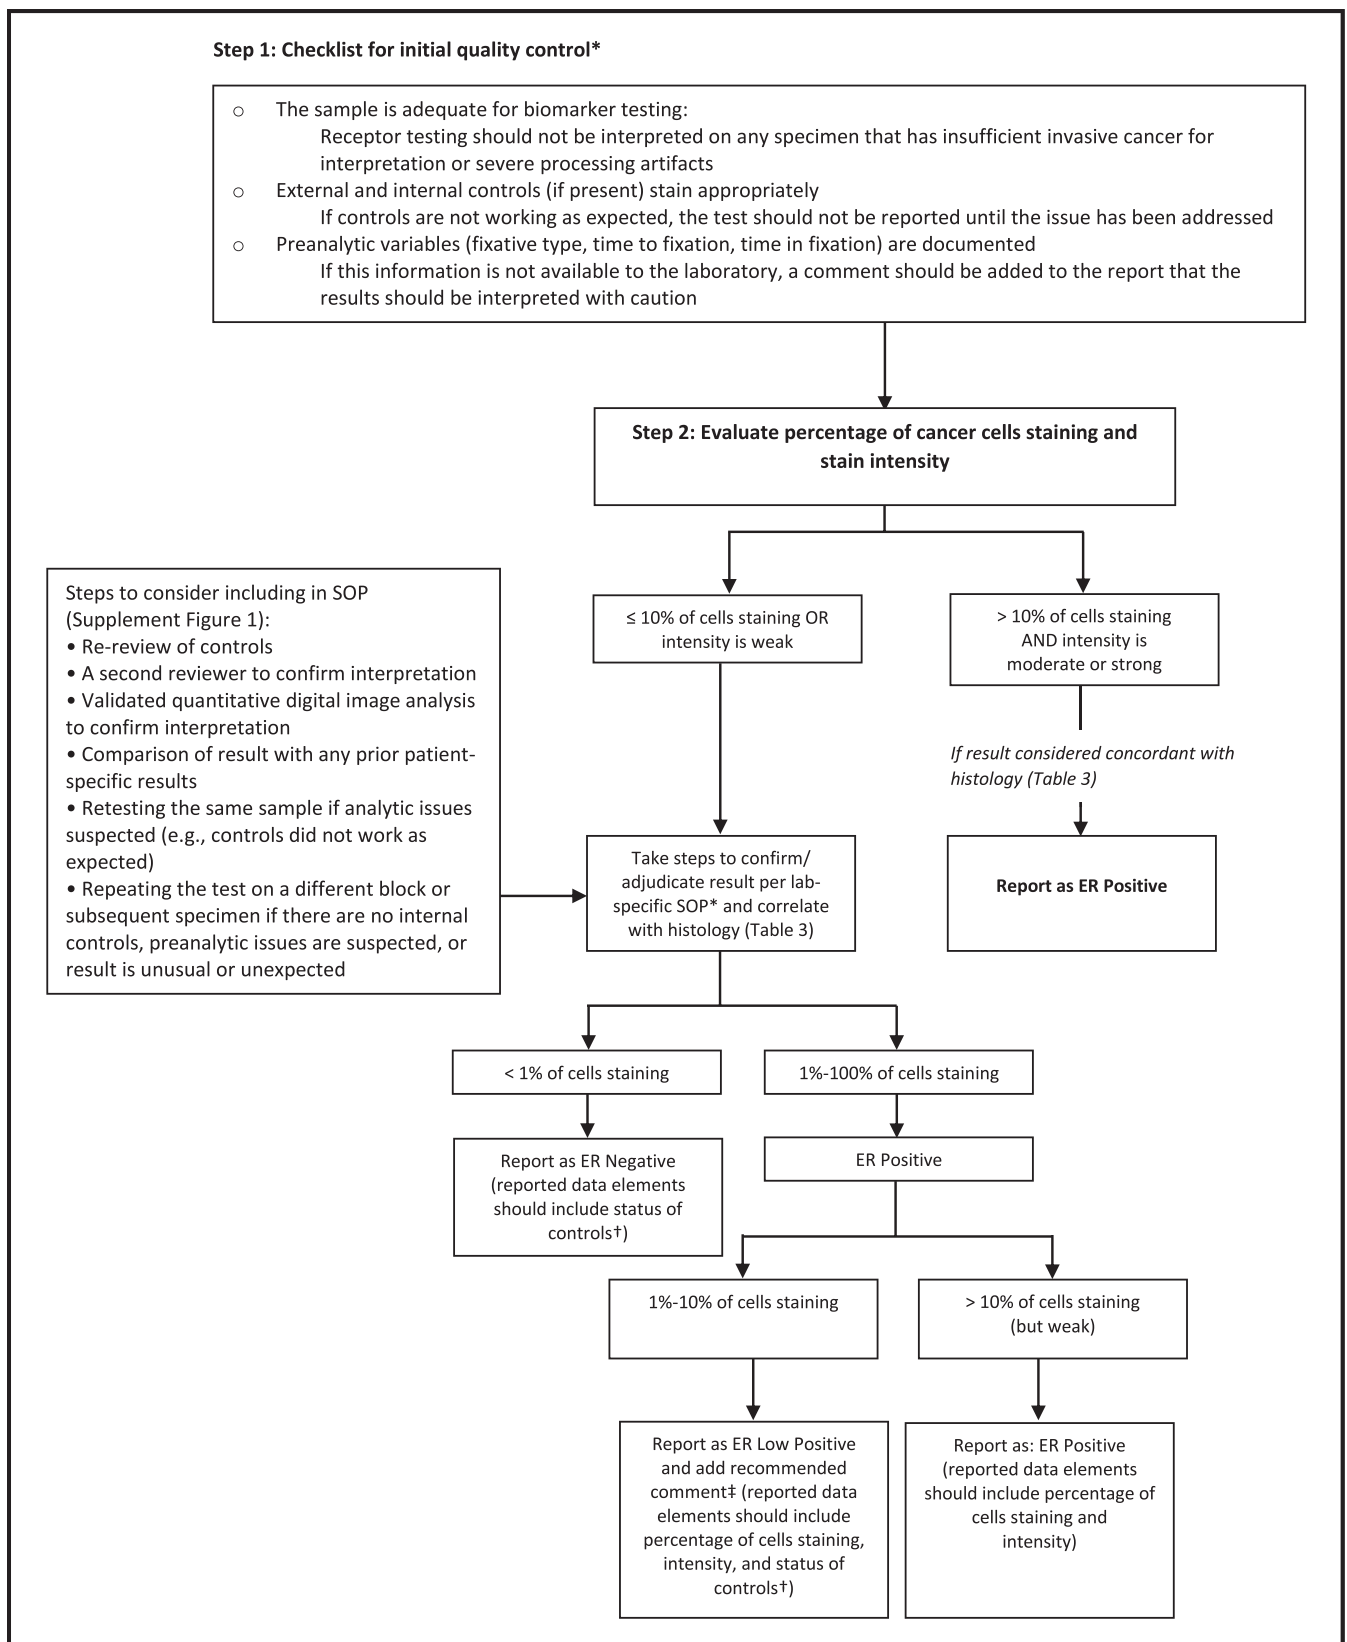 Step 1: Checklist for initial quality control*
○ The sample is adequate for biomarker testing:
Receptor testing should not be interpreted on any specimen that has insufficient invasive cancer for
interpretation or severe processing artifacts
○ External and internal controls (if present) stain appropriately
If controls are not working as expected, the test should not be reported until the issue has been addressed
○ Preanalytic variables (fixative type, time to fixation, time in fixation) are documented
If this information is not available to the laboratory, a comment should be added to the report that the
results should be interpreted with caution
Step 2: Evaluate percentage of cancer cells staining and
stain intensity
≤ 10% of cells staining OR
intensity is weak
> 10% of cells staining
AND intensity is
moderate or strong
If result considered concordant with
histology (Table 3)
Report as ER Positive
Steps to consider including in SOP
(Supplement Figure 1):
• Re-review of controls
• A second reviewer to confirm interpretation
• Validated quantitative digital image analysis
to confirm interpretation
• Comparison of result with any prior patient-
specific results
• Retesting the same sample if analytic issues
suspected (e.g., controls did not work as
expected)
• Repeating the test on a different block or
subsequent specimen if there are no internal
controls, preanalytic issues are suspected, or
result is unusual or unexpected
Take steps to confirm/
adjudicate result per lab-
specific SOP* and correlate
with histology (Table 3)
< 1% of cells staining
1%-100% of cells staining
Report as ER Negative
(reported data elements
should include status of
controls†)
ER Positive
1%-10% of cells staining
> 10% of cells staining
(but weak)
Report as ER Low Positive
and add recommended
comment‡ (reported data
elements should include
percentage of cells staining,
intensity, and status of
controls†)
Report as: ER Positive
(reported data elements
should include percentage of
cells staining and
intensity)